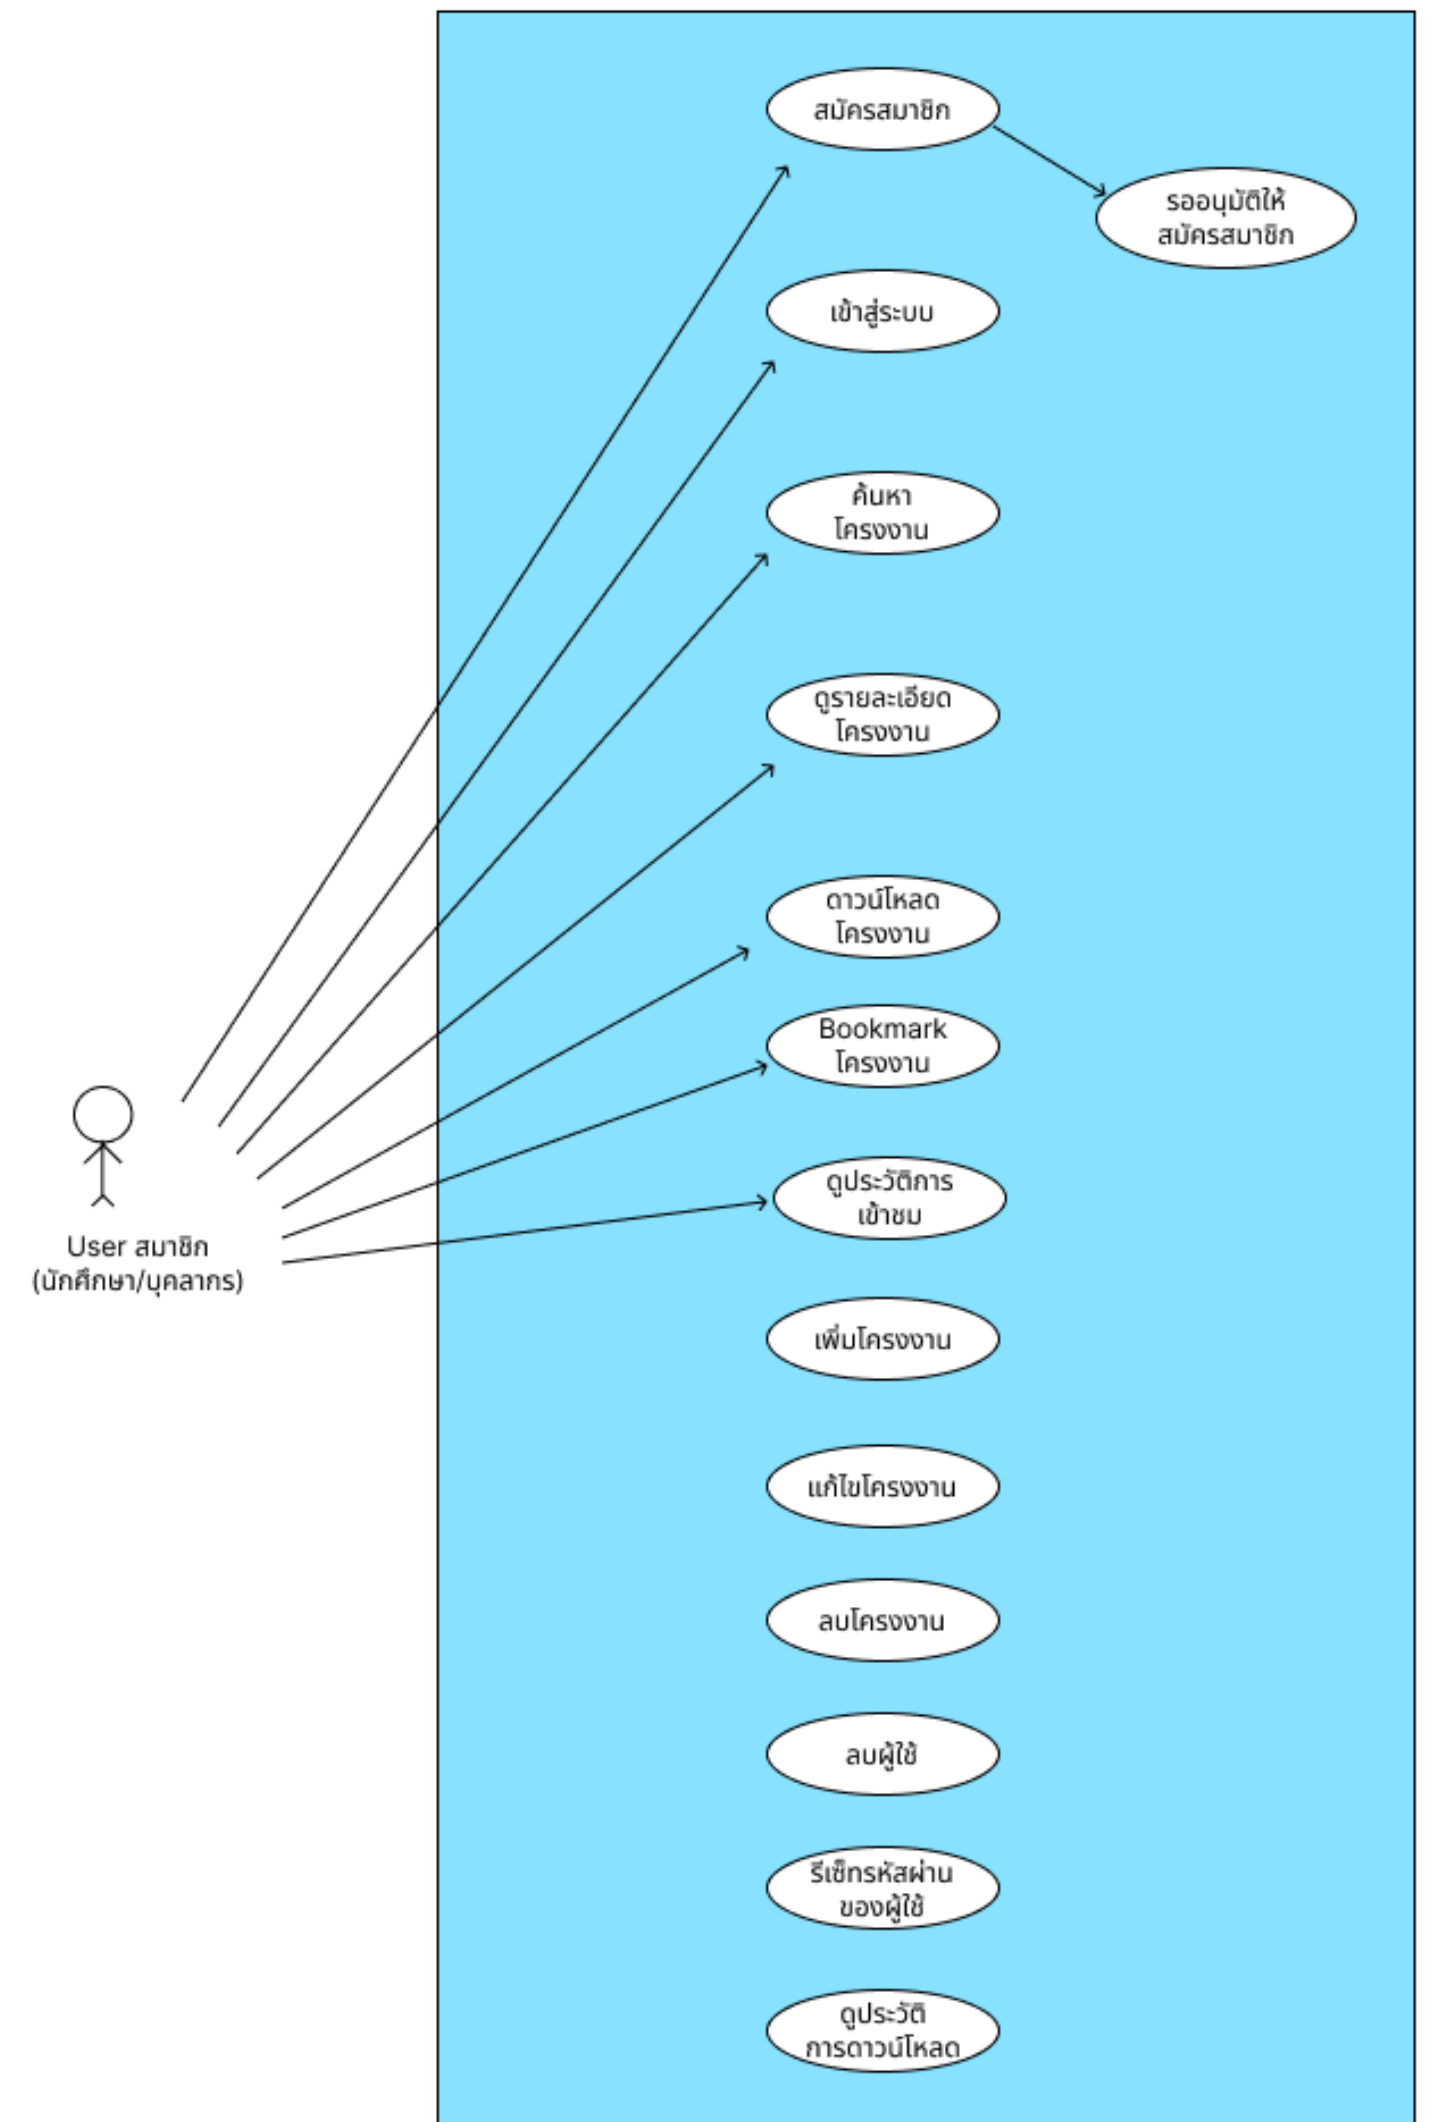 สมัครสมาชิก
รออนุมัติให้
สมัครสมาชิก
เข้าสู่ระบบ
ค้นหา
โครงงาน
ดูรายละเอียด
โครงงาน
ดาวน์โหลด
โครงงาน
Bookmark
โครงงาน
ดูประวัติการ
เข้าชม
User สมาชิก
(นักศึกษา/บุคลากร)
เพิ่มโครงงาน
แก้ไขโครงงาน
ลบโครงงาน
ลบผู้ใช้
รีเซ็ทรหัสผ่าน
ของผู้ใช้
ดูประวัติ
การดาวน์โหลด